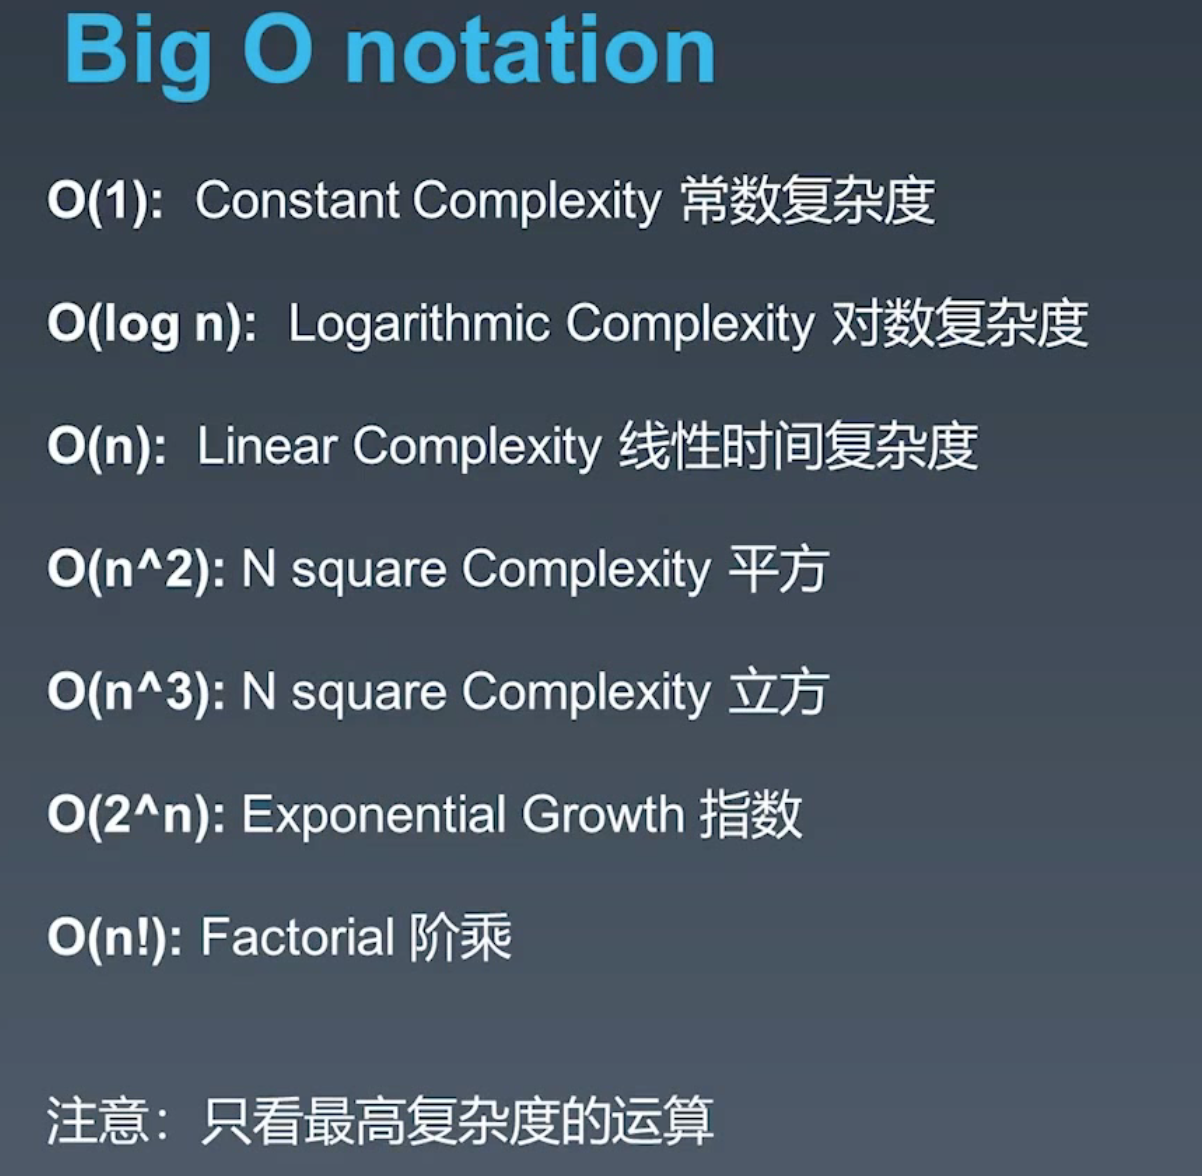 Big O notation
O(1): Constant Complexity 常数复杂度
O(log n): Logarithmic Complexity 对数复杂度
O(n): Linear Complexity 线性时间复杂度
O(n^2): N square Complexity 平方
O(n^3): N square Complexity 立方
O(2^n): Exponential Growth 指数
O(n!): Factorial 阶乘
注意：只看最高复杂度的运算